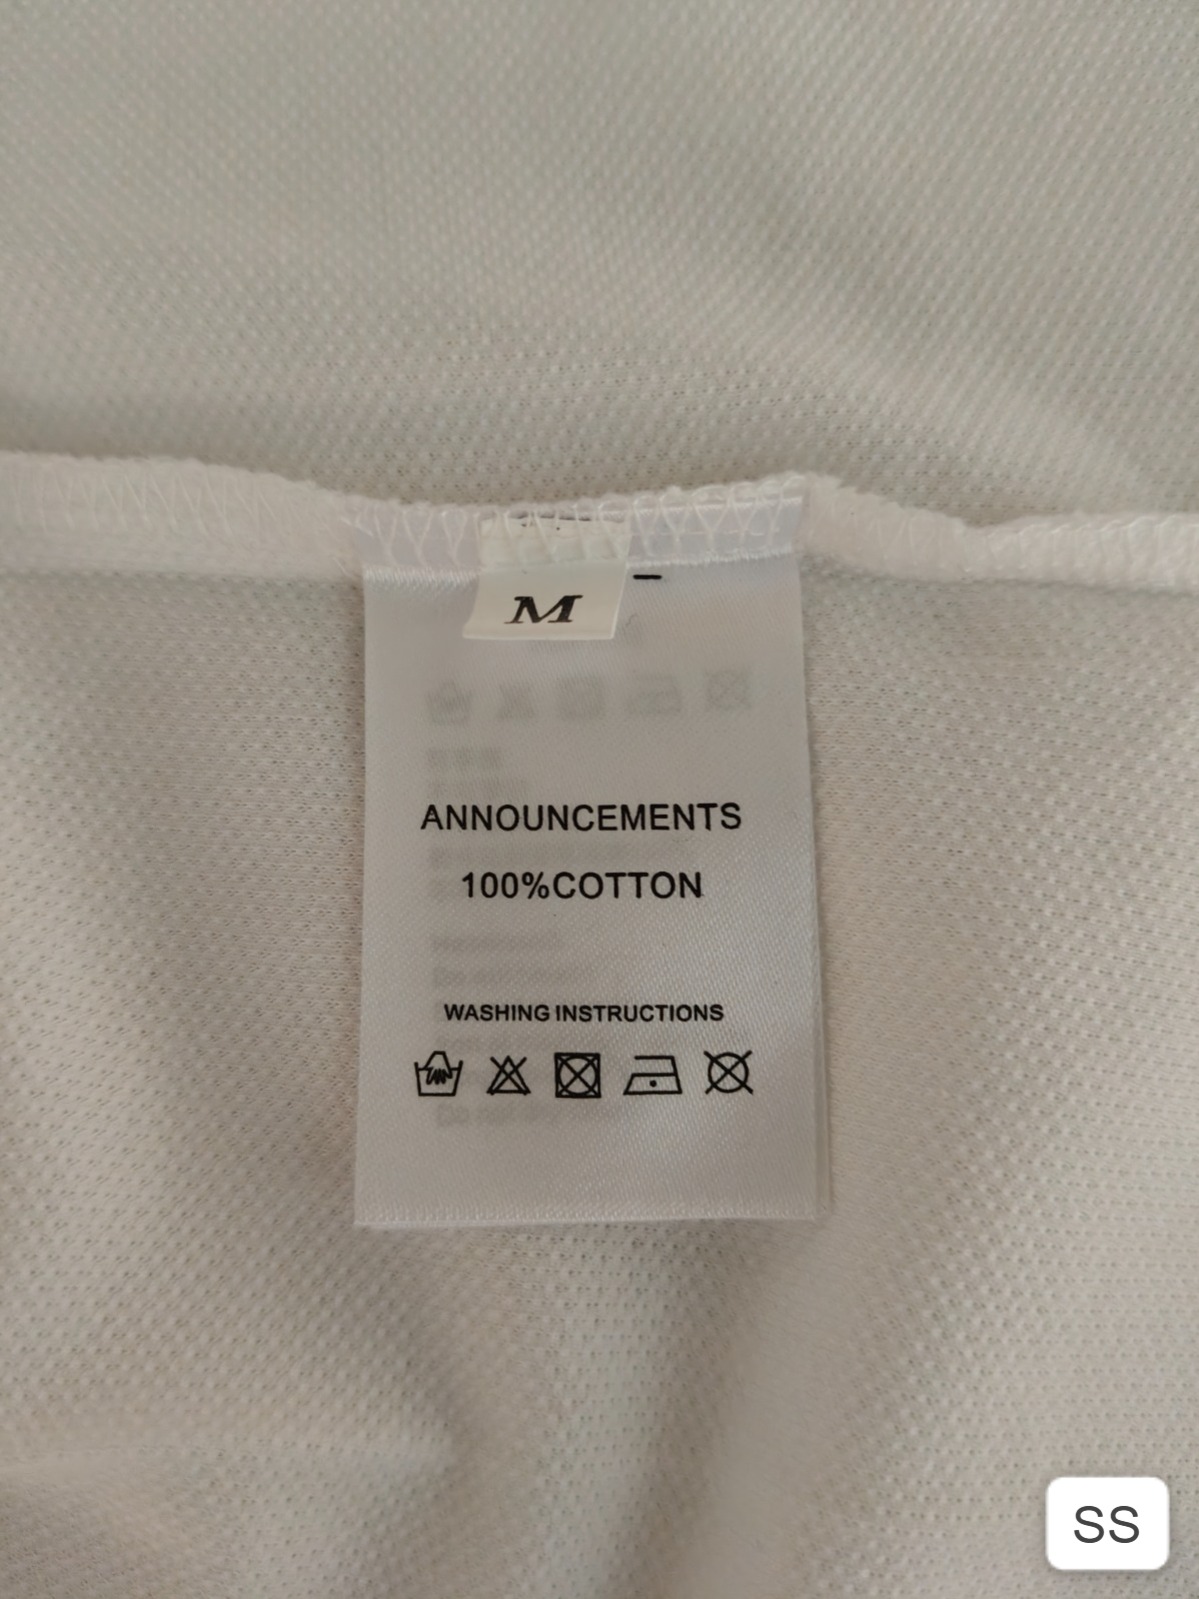 M
ANNOUNCEMENTS
100%COTTON
WASHING INSTRUCTIONS
SS